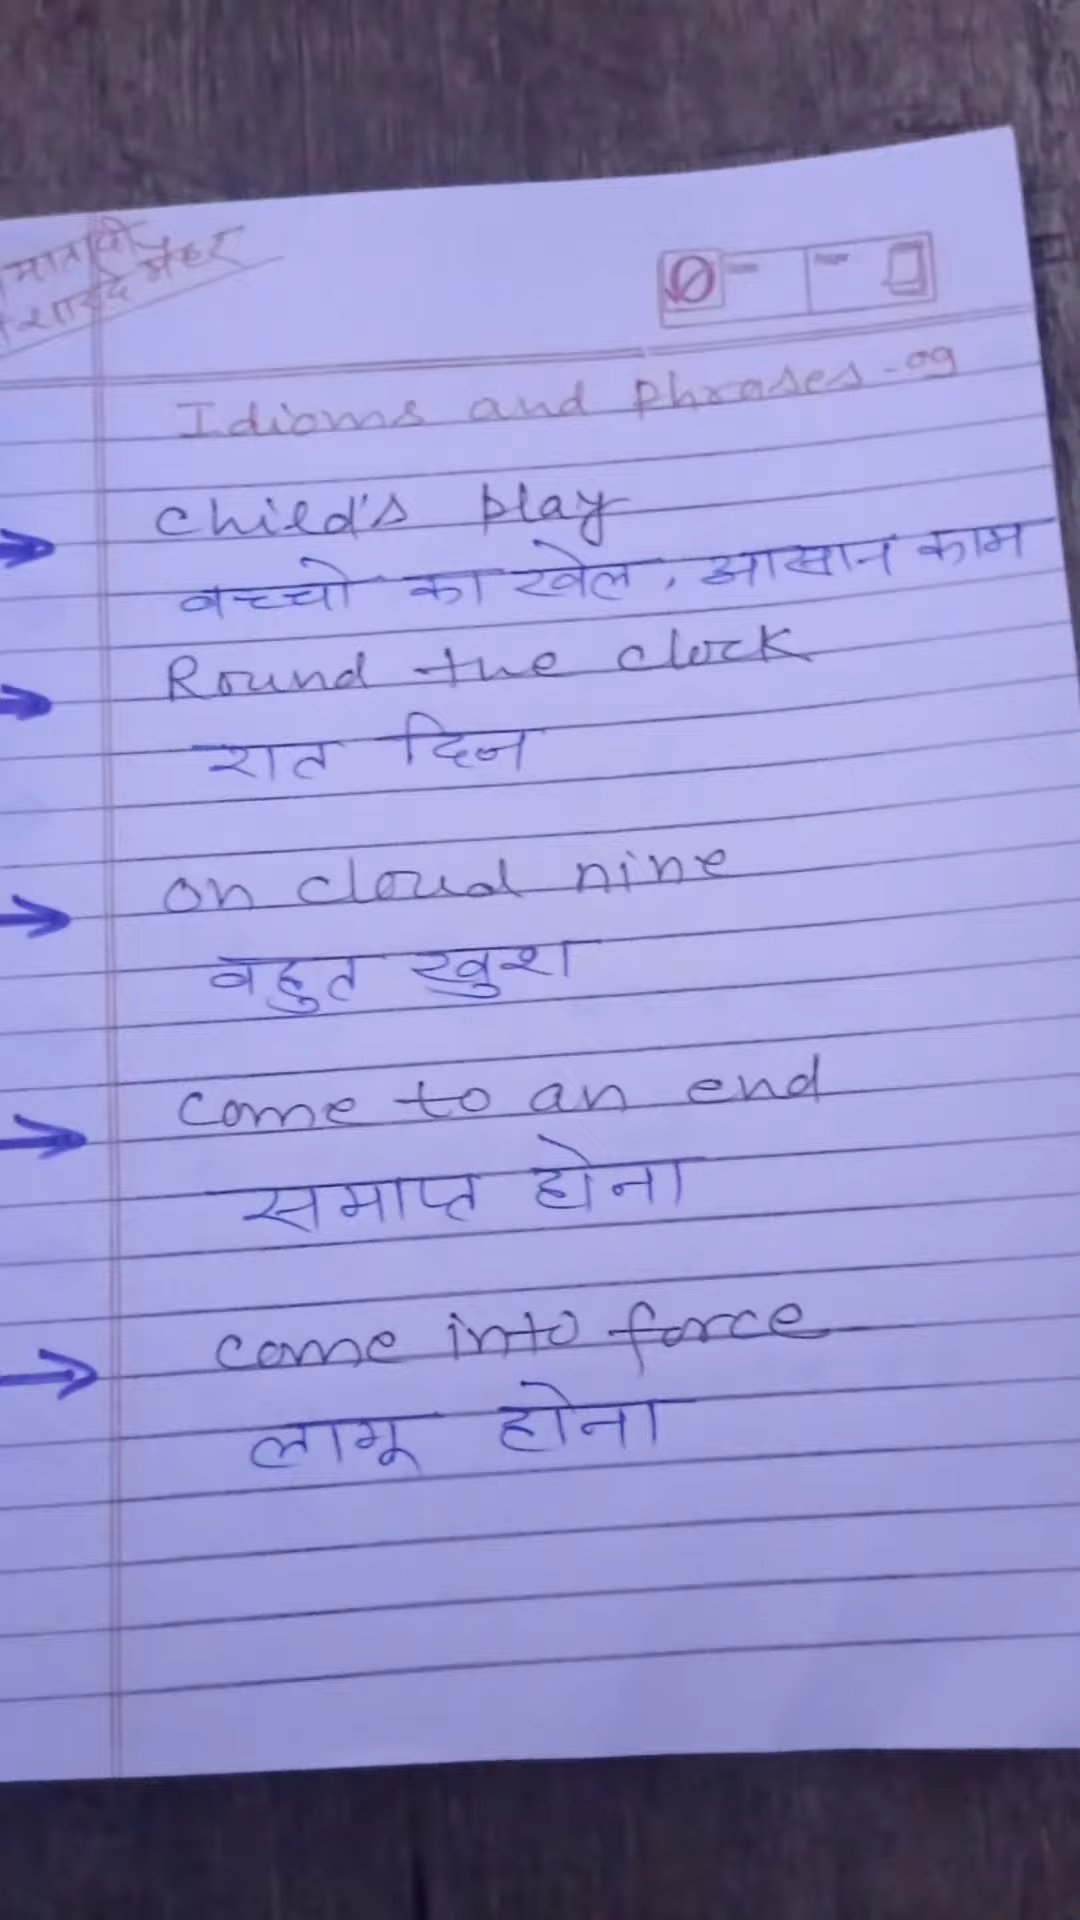 Idioms and phrases-09
Child's play
बच्चो का खेल, आसान काम
Round the clock
रात दिन
on cloud nine
बहुत खुश
come to an end
समाप्त होना
come into force
लागू होना